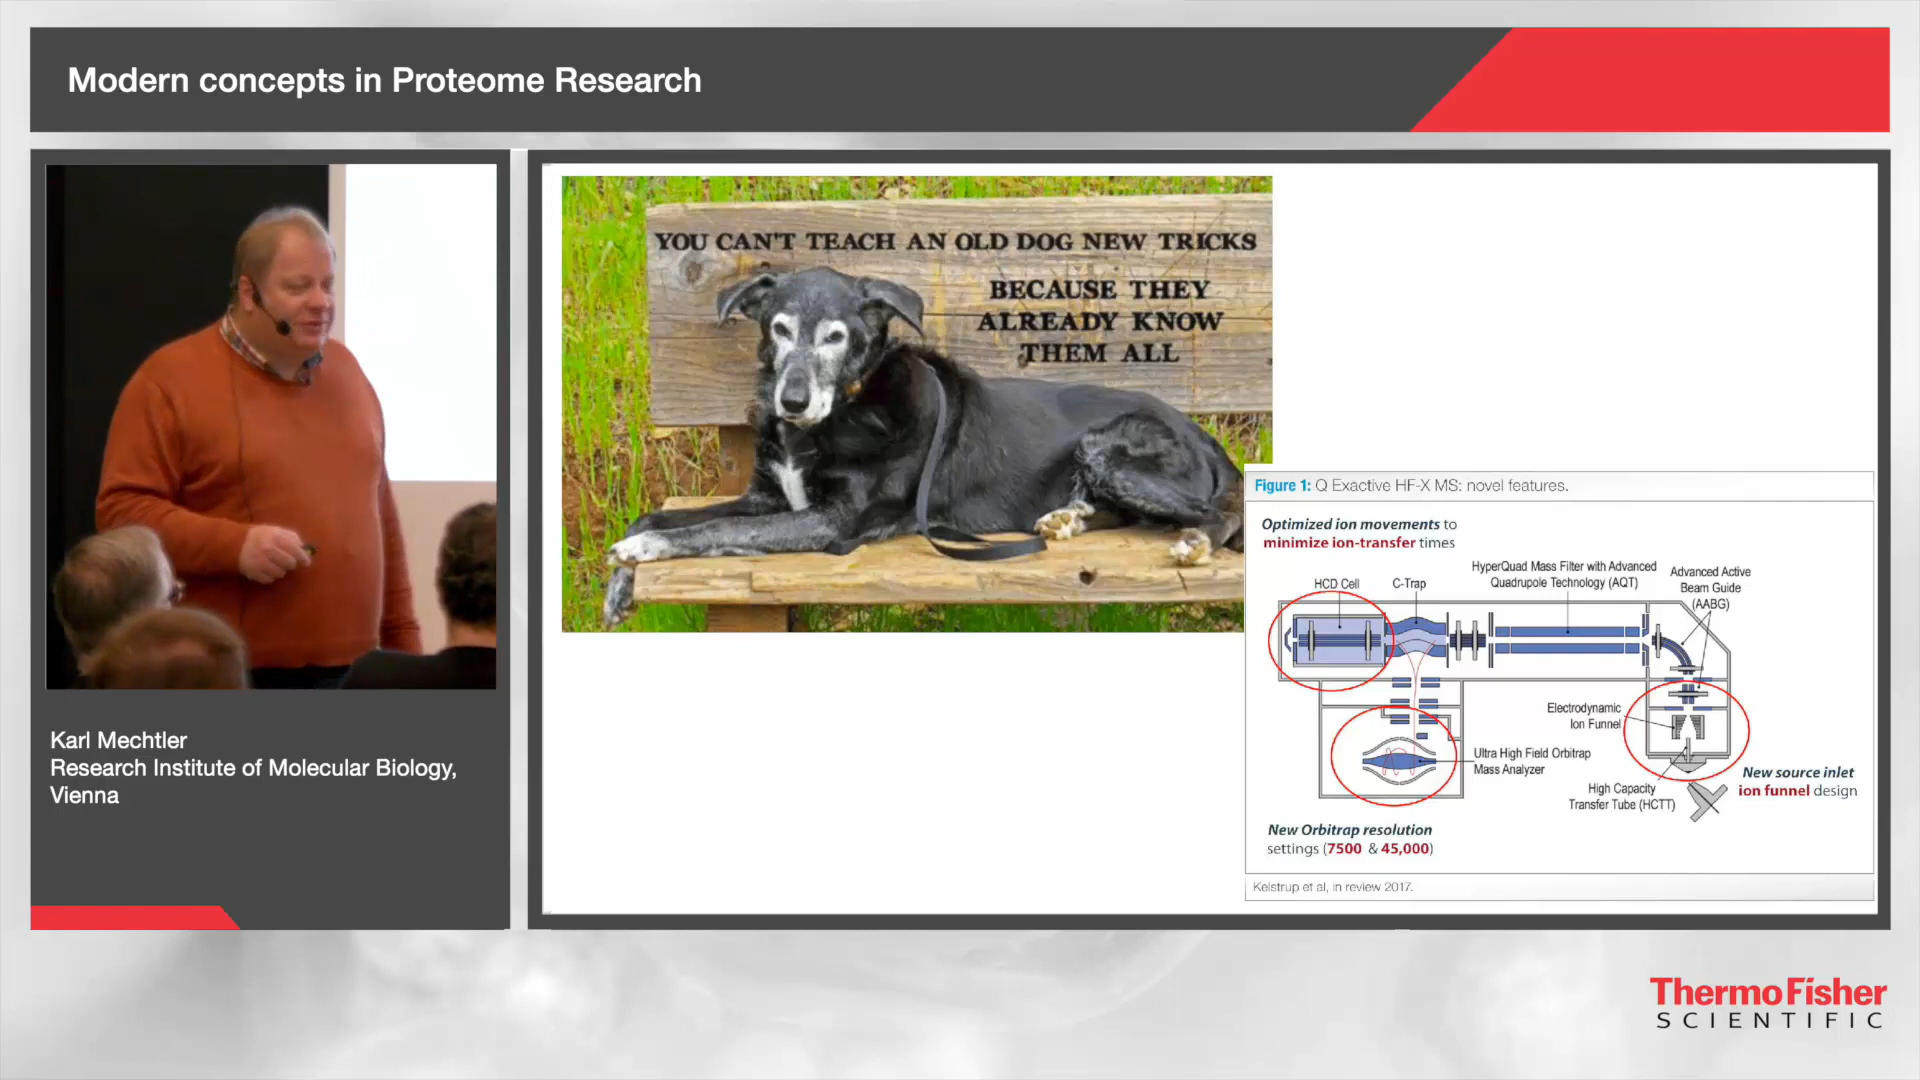 Modern concepts in Proteome Research
Karl Mechtler
Research Institute of Molecular Biology,
Vienna
YOU CAN'T TEACH AN OLD DOG NEW TRICKS
BECAUSE THEY
ALREADY KNOW
THEM ALL
Figure 1: Q Exactive HF-X MS: novel features.
Optimized ion movements to
minimize ion-transfer times
HCD Cell
C-Trap
HyperQuad Mass Filter with Advanced
Quadrupole Technology (AQT)
Advanced Active
Beam Guide
(AABG)
Electrodynamic
Ion Funnel
Ultra High Field Orbitrap
Mass Analyzer
High Capacity
Transfer Tube (HCTT)
New source inlet
ion funnel design
New Orbitrap resolution
settings (7500 & 45,000)
Kelstrup et al, in review 2017.
ThermoFisher
SCIENTIFIC